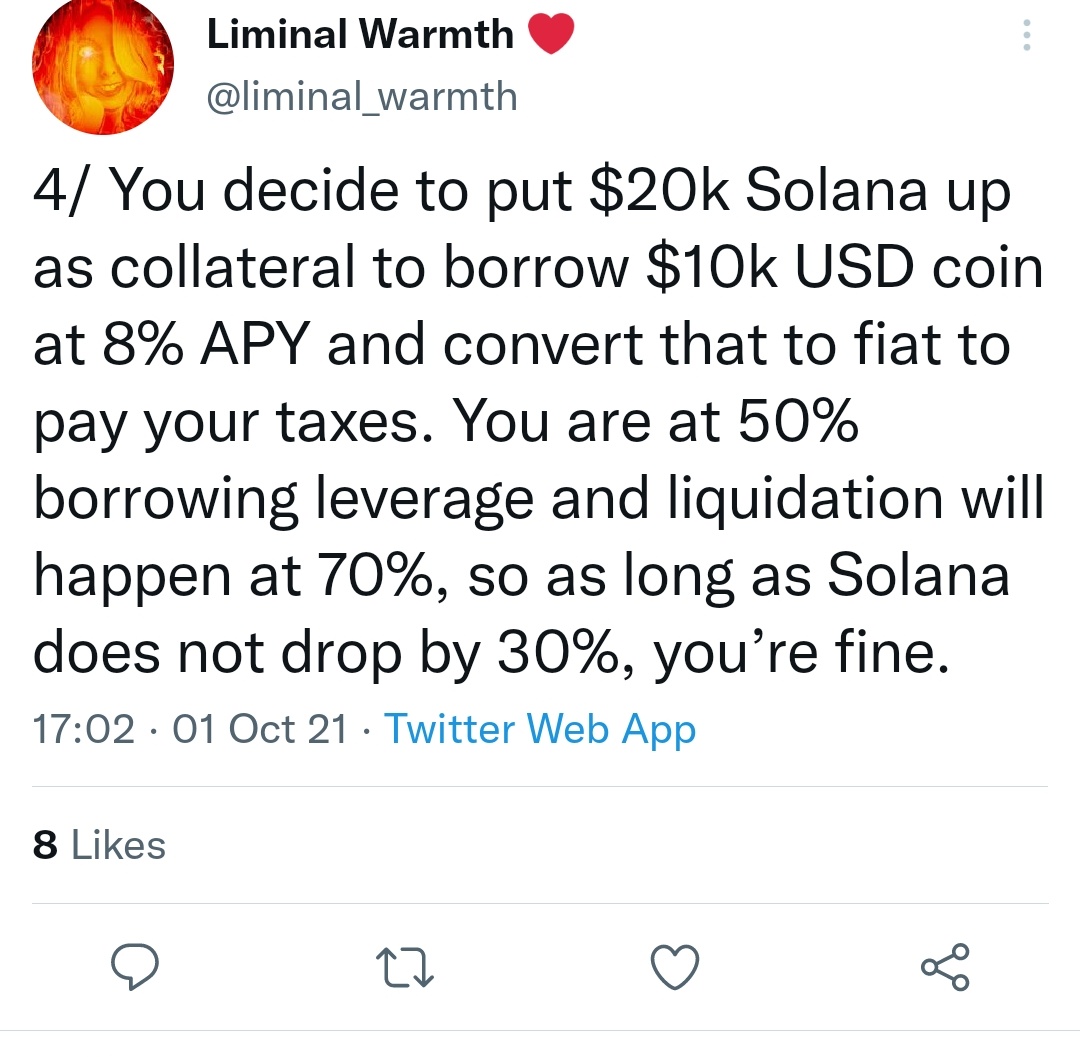 Liminal Warmth ❤️
@liminal_warmth
4/ You decide to put $20k Solana up
as collateral to borrow $10k USD coin
at 8% APY and convert that to fiat to
pay your taxes. You are at 50%
borrowing leverage and liquidation will
happen at 70%, so as long as Solana
does not drop by 30%, you’re fine.
17:02 · 01 Oct 21 · Twitter Web App
8 Likes